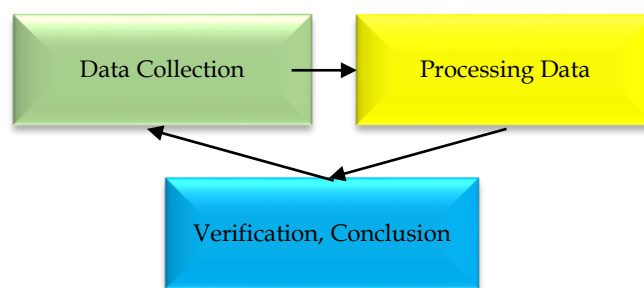 Data Collection
Processing Data
Verification, Conclusion